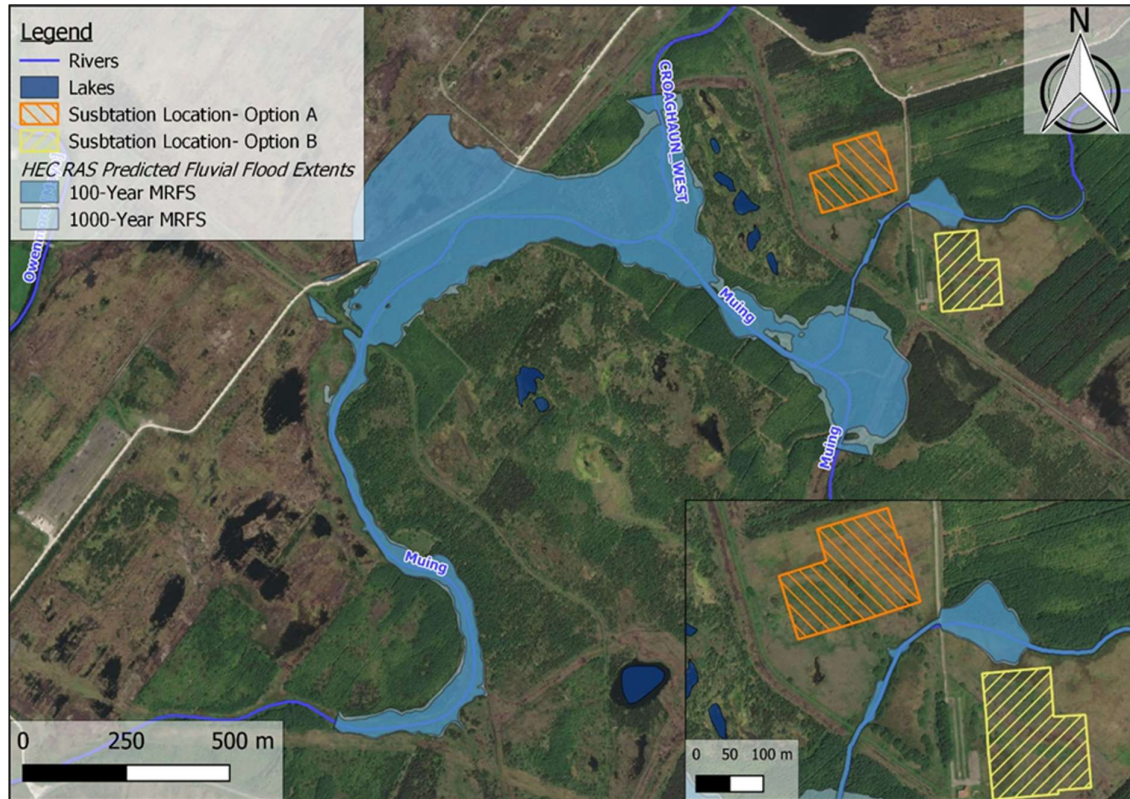 Legend
Rivers
Lakes
Susbtation Location- Option A
Susbtation Location- Option B
HEC RAS Predicted Fluvial Flood Extents
100-Year MRFS
1000-Year MRFS
N
CROAGHAUN_WEST
Muing
Muing
Muing
0 250 500 m
0 50 100 m